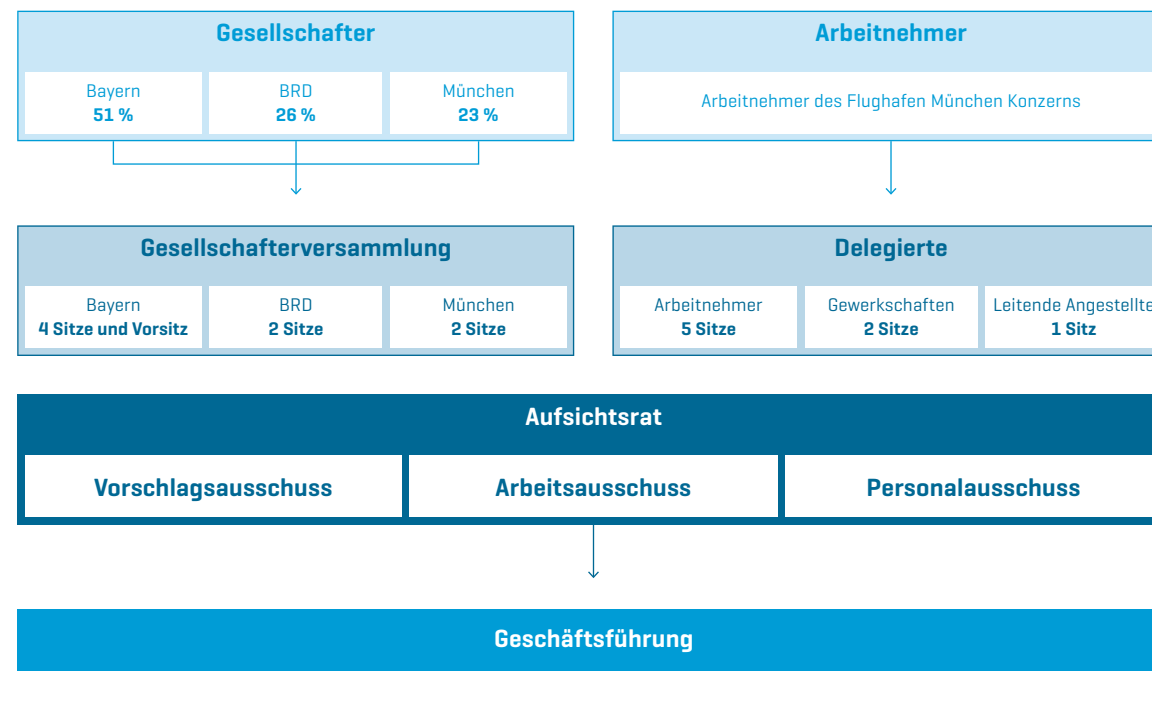 Gesellschafter
Bayern
51 %
BRD
26 %
München
23 %
Arbeitnehmer
Arbeitnehmer des Flughafen München Konzerns
Gesellschafterversammlung
Bayern
4 Sitze und Vorsitz
BRD
2 Sitze
München
2 Sitze
Delegierte
Arbeitnehmer
5 Sitze
Gewerkschaften
2 Sitze
Leitende Angestellte
1 Sitz
Aufsichtsrat
Vorschlagsausschuss
Arbeitsausschuss
Personalausschuss
Geschäftsführung